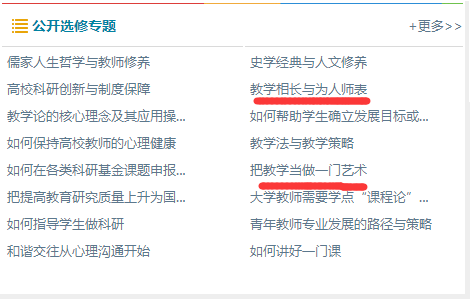 公开选修专题
+更多>>
儒家人生哲学与教师修养
史学经典与人文修养
高校科研创新与制度保障
教学相长与为人师表
教学论的核心理念及其应用操...
如何帮助学生确立发展目标或...
如何保持高校教师的心理健康
教学法与教学策略
如何在各类科研基金课题申报...
把教学当做一门艺术
把提高教育研究质量上升为国...
大学教师需要学点“课程论”...
如何指导学生做科研
青年教师专业发展的路径与策略
和谐交往从心理沟通开始
如何讲好一门课